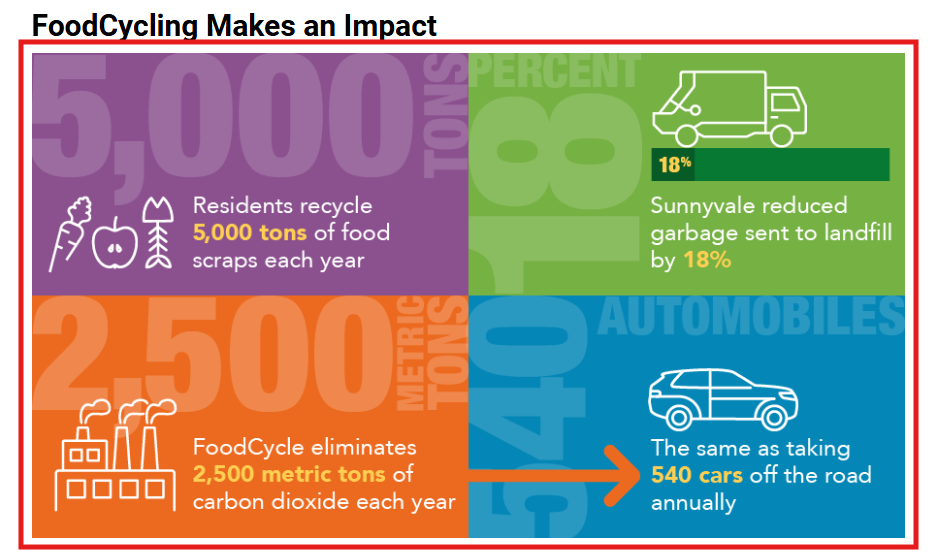 FoodCycling Makes an Impact
5,000
TONS
Residents recycle
5,000 tons of food
scraps each year
PERCENT
18
18%
Sunnyvale reduced
garbage sent to landfill
by 18%
2,500
METRIC
TONS
FoodCycle eliminates
2,500 metric tons of
carbon dioxide each year
540
AUTOMOBILES
The same as taking
540 cars off the road
annually